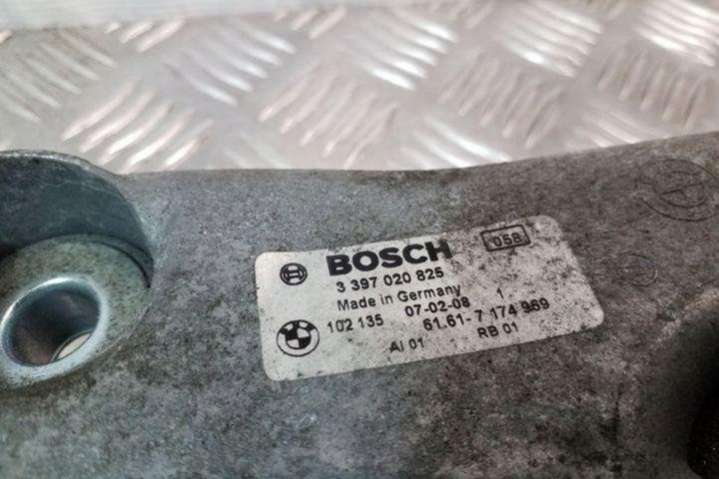 BOSCH 058
3 397 020 825
Made in Germany
102 135 07-02-08 1
61.61-7 174 969
AI 01 RB 01